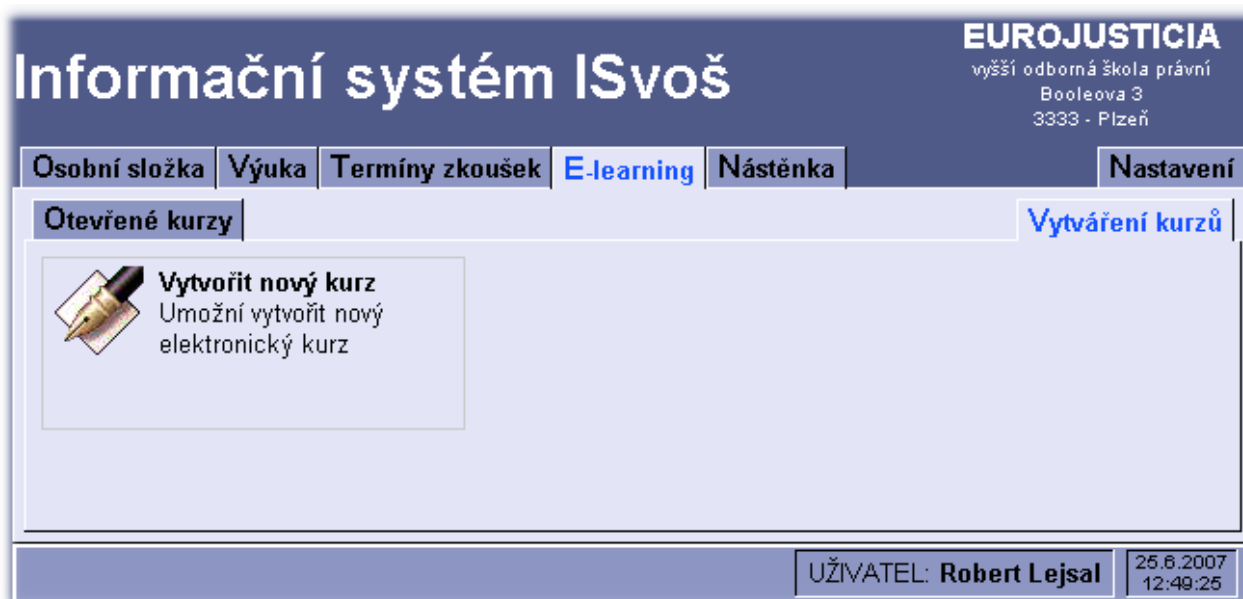 Informační systém ISvoš
EUROJUSTICIA
vyšší odborná škola právní
Booleova 3
3333 - Plzeň
Osobní složka Výuka Termíny zkoušek E-learning Nástěnka Nastavení
Otevřené kurzy Vytváření kurzů
Vytvořit nový kurz
Umožní vytvořit nový
elektronický kurz
UŽIVATEL: Robert Lejsal
25.6.2007
12:49:25